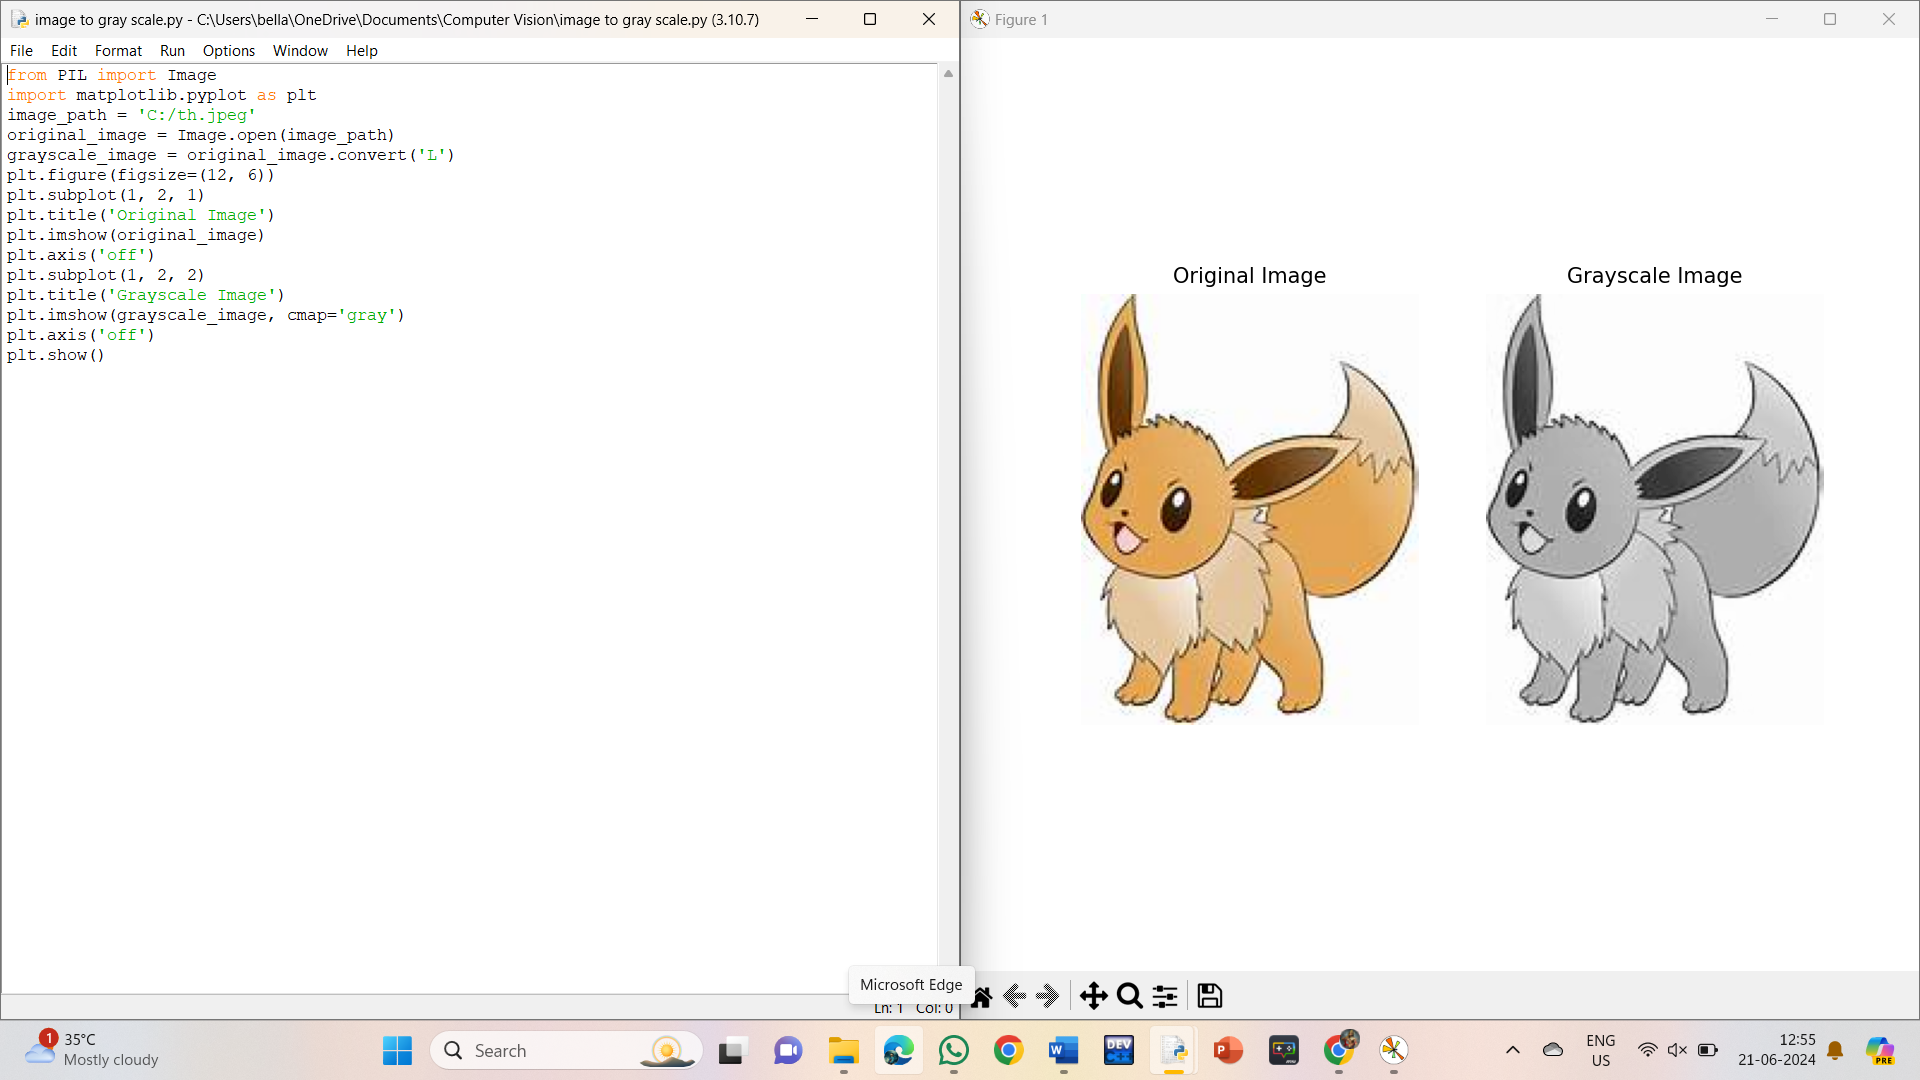 image to gray scale.py - C:\Users\bella\OneDrive\Documents\Computer Vision\image to gray scale.py (3.10.7)
File Edit Format Run Options Window Help
from PIL import Image
import matplotlib.pyplot as plt
image_path = 'C:/th.jpeg'
original_image = Image.open(image_path)
grayscale_image = original_image.convert('L')
plt.figure(figsize=(12, 6))
plt.subplot(1, 2, 1)
plt.title('Original Image')
plt.imshow(original_image)
plt.axis('off')
plt.subplot(1, 2, 2)
plt.title('Grayscale Image')
plt.imshow(grayscale_image, cmap='gray')
plt.axis('off')
plt.show()
Ln: 1 Col: 0
Figure 1
Original Image
Grayscale Image
Microsoft Edge
1
35°C
Mostly cloudy
Search
W
DEV
C++
P
ENG
US
12:55
21-06-2024
PRE